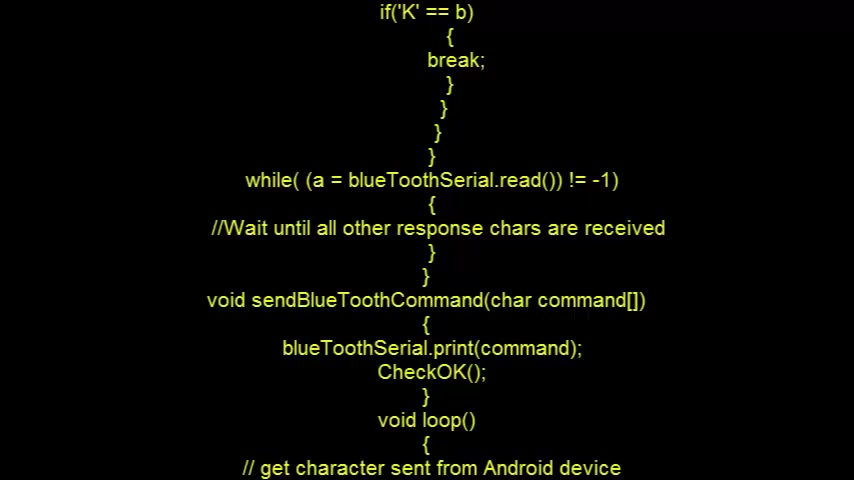 if('K' == b)
{
break;
}
}
}
}
while( (a = blueToothSerial.read()) != -1)
{
//Wait until all other response chars are received
}
}
void sendBlueToothCommand(char command[])
{
blueToothSerial.print(command);
CheckOK();
}
void loop()
{
// get character sent from Android device